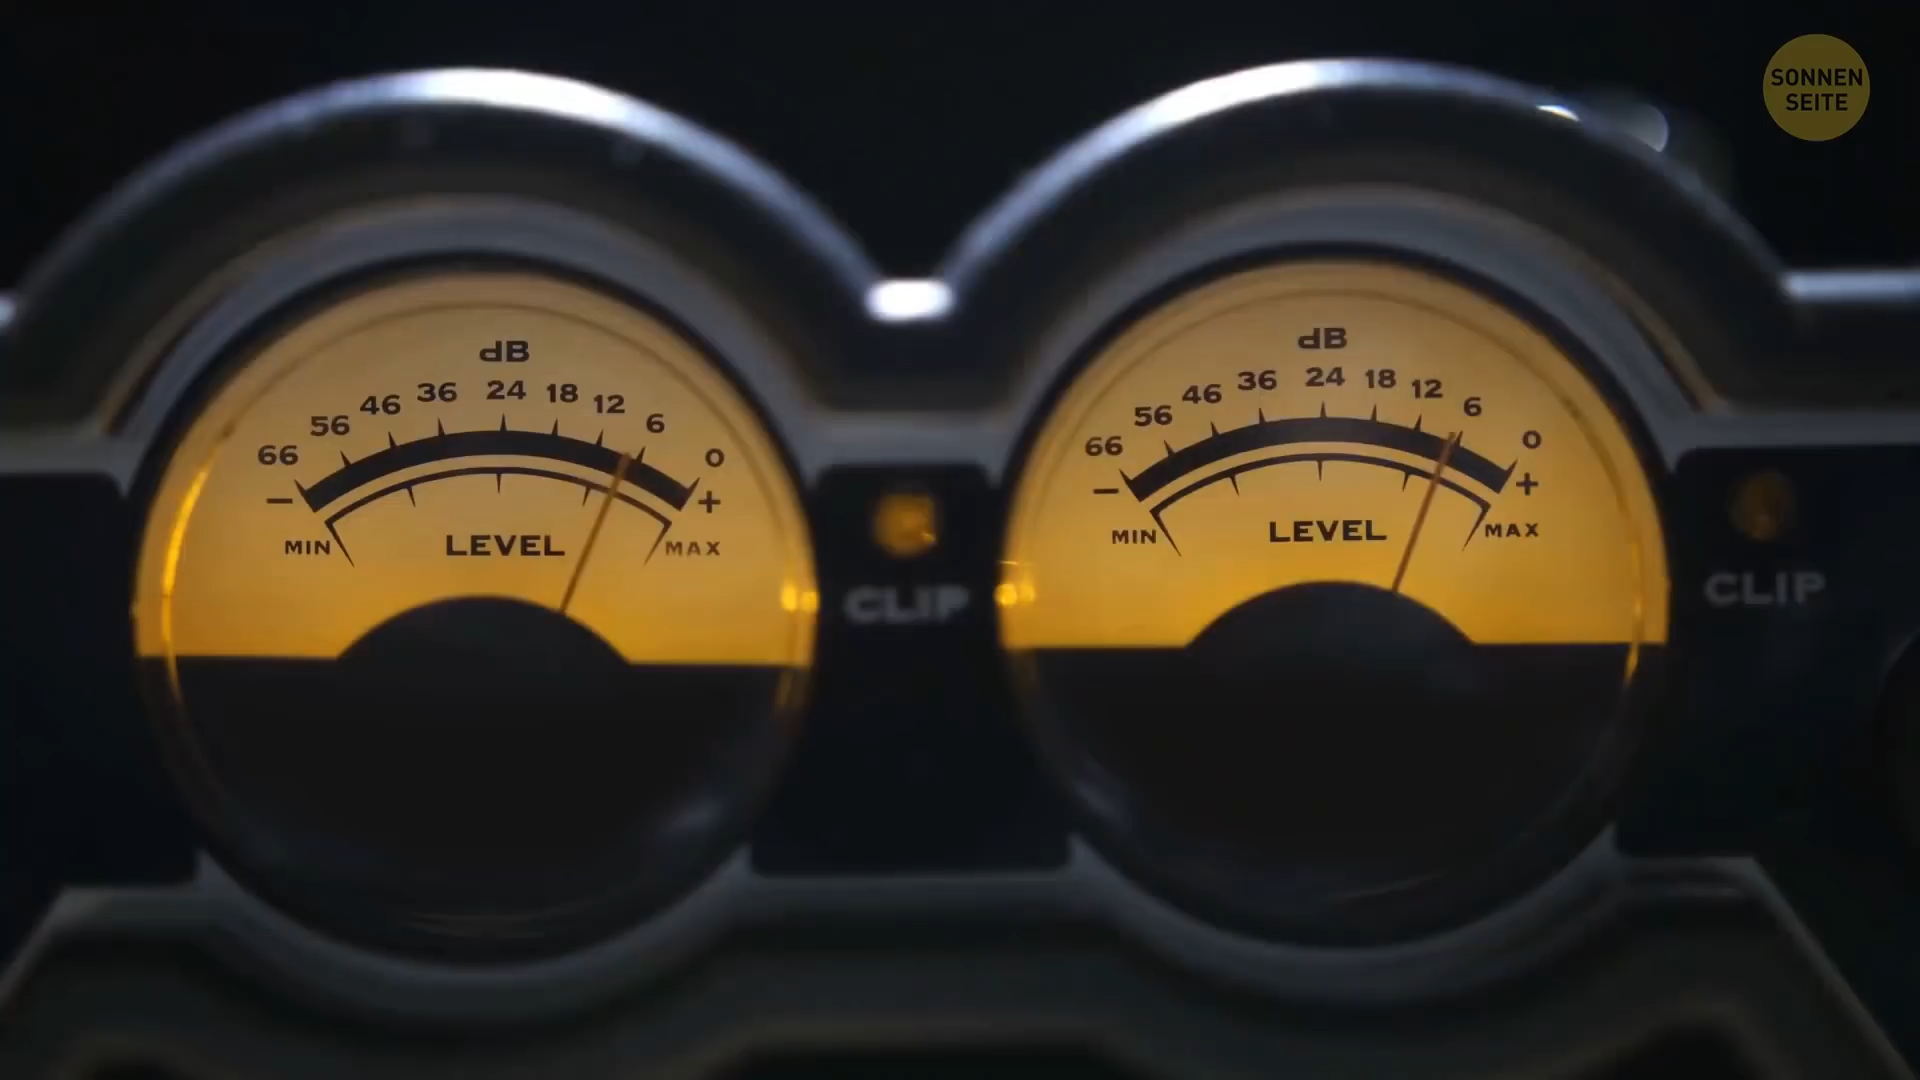 SONNEN
SEITE
dB
66 56 46 36 24 18 12 6 0
− +
MIN LEVEL MAX
CLIP
dB
66 56 46 36 24 18 12 6 0
− +
MIN LEVEL MAX
CLIP